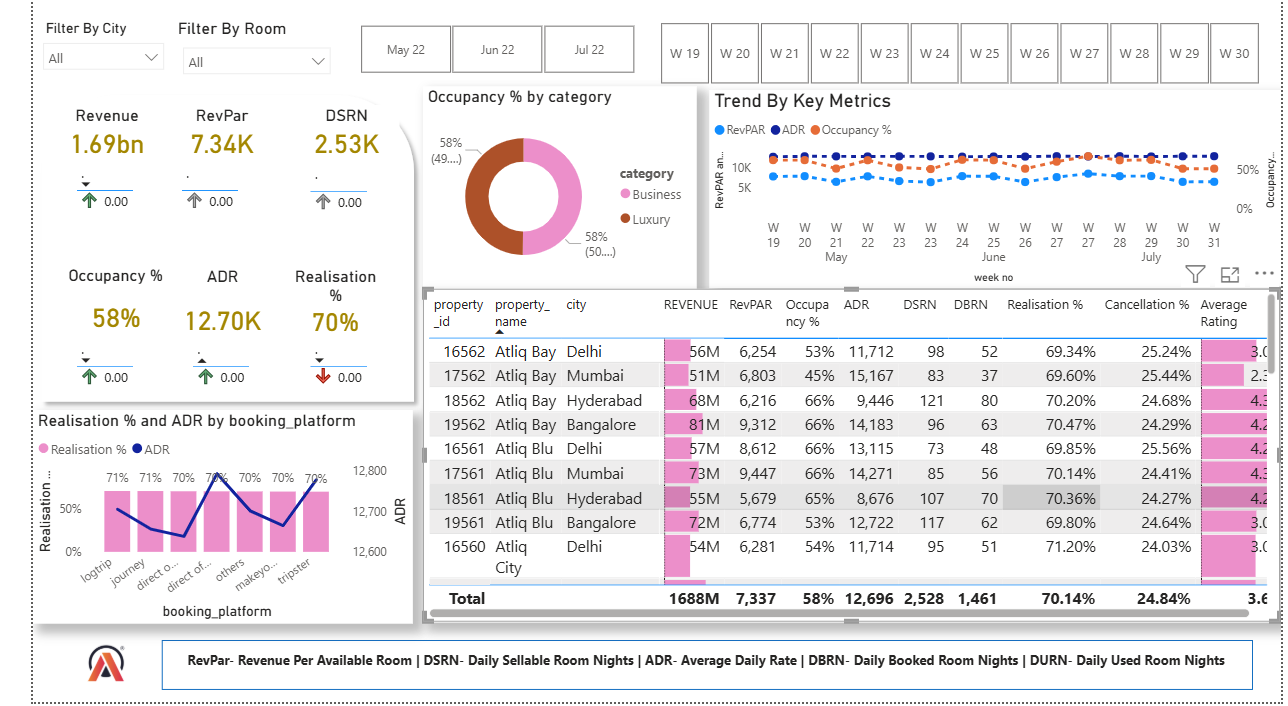 Filter By City
All
Filter By Room
All
May 22
Jun 22
Jul 22
W 19
W 20
W 21
W 22
W 23
W 24
W 25
W 26
W 27
W 28
W 29
W 30
Revenue
1.69bn
0.00
RevPar
7.34K
0.00
DSRN
2.53K
0.00
Occupancy %
58%
0.00
ADR
12.70K
0.00
Realisation
%
70%
0.00
Occupancy % by category
58%
(49....)
58%
(50....)
category
Business
Luxury
Trend By Key Metrics
RevPAR ADR Occupancy %
RevPAR an...
10K
5K
50%
0%
Occupancy...
W W W W W W W W W W W W W W W
19 20 21 22 23 23 24 25 26 27 27 28 29 30 31
May June July
week no
Realisation % and ADR by booking_platform
Realisation % ADR
Realisation ...
50%
0%
71% 71% 70% 70% 70% 70% 70%
12,800
12,700
12,600
ADR
logtrip
journey
direct o...
direct of...
others
makeyo...
tripster
booking_platform
property property_ city REVENUE RevPAR Occupa ADR DSRN DBRN Realisation % Cancellation % Average
_id name ncy % Rating
16562 Atliq Bay Delhi 56M 6,254 53% 11,712 98 52 69.34% 25.24% 3.0
17562 Atliq Bay Mumbai 51M 6,803 45% 15,167 83 37 69.60% 25.44% 2.3
18562 Atliq Bay Hyderabad 68M 6,216 66% 9,446 121 80 70.20% 24.68% 4.3
19562 Atliq Bay Bangalore 81M 9,312 66% 14,183 96 63 70.47% 24.29% 4.2
16561 Atliq Blu Delhi 57M 8,612 66% 13,115 73 48 69.85% 25.56% 4.2
17561 Atliq Blu Mumbai 73M 9,447 66% 14,271 85 56 70.14% 24.41% 4.3
18561 Atliq Blu Hyderabad 55M 5,679 65% 8,676 107 70 70.36% 24.27% 4.2
19561 Atliq Blu Bangalore 72M 6,774 53% 12,722 117 62 69.80% 24.64% 3.0
16560 Atliq Delhi 54M 6,281 54% 11,714 95 51 71.20% 24.03% 3.0
City
Total 1688M 7,337 58% 12,696 2,528 1,461 70.14% 24.84% 3.6
RevPar- Revenue Per Available Room | DSRN- Daily Sellable Room Nights | ADR- Average Daily Rate | DBRN- Daily Booked Room Nights | DURN- Daily Used Room Nights